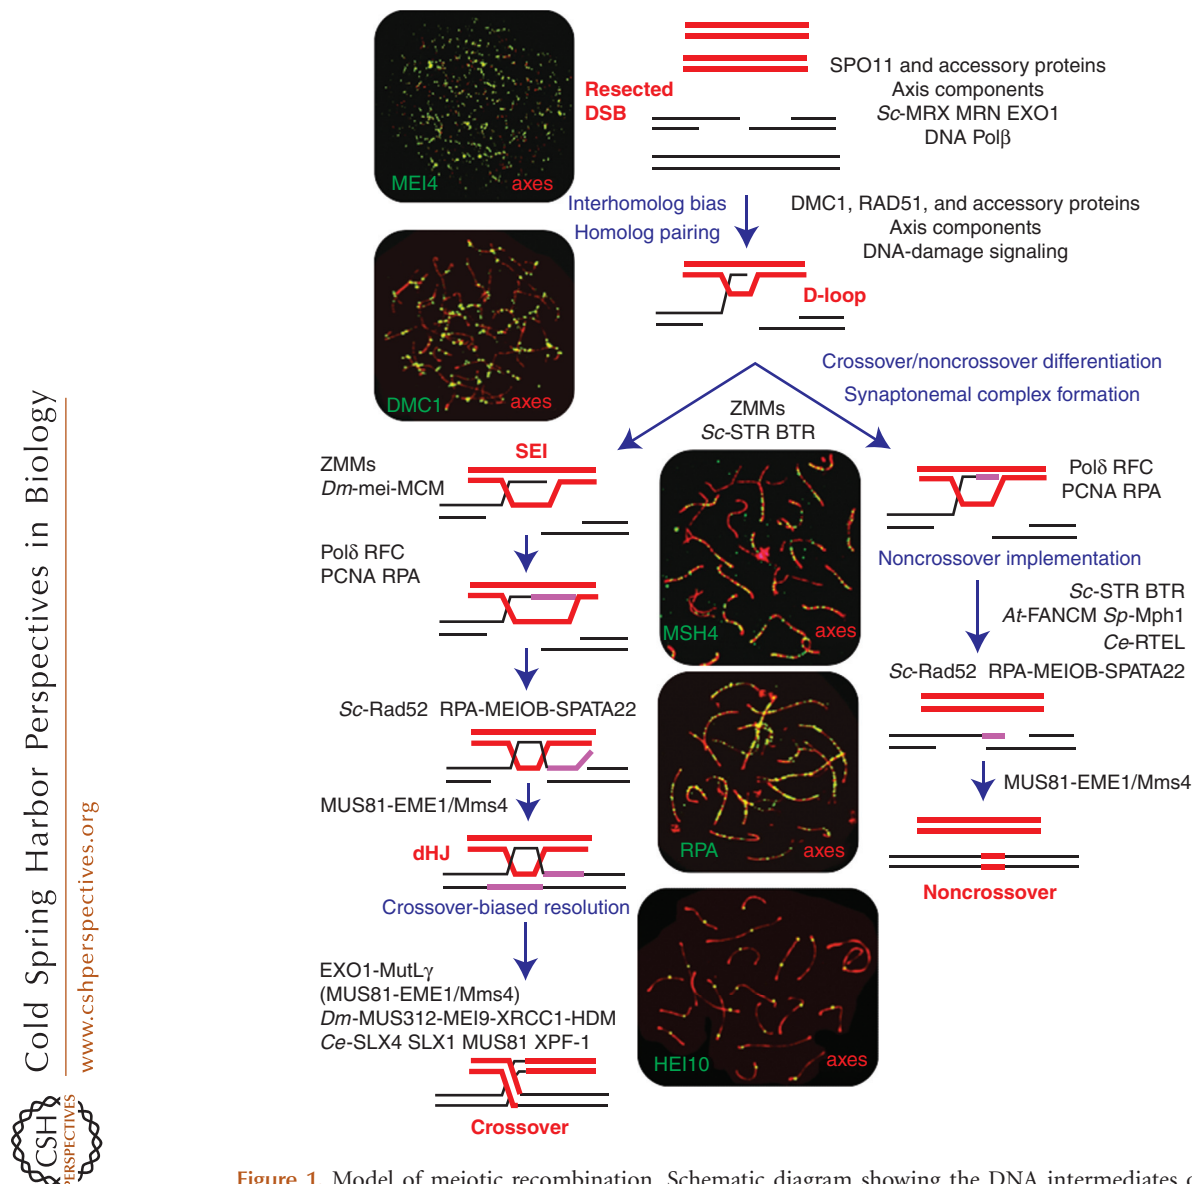 Cold Spring Harbor Perspectives in Biology
www.cshperspectives.org
CSH
PERSPECTIVES
MEI4 axes
Resected
DSB
SPO11 and accessory proteins
Axis components
Sc-MRX MRN EXO1
DNA Polβ
Interhomolog bias
Homolog pairing
DMC1, RAD51, and accessory proteins
Axis components
DNA-damage signaling
D-loop
DMC1 axes
Crossover/noncrossover differentiation
Synaptonemal complex formation
ZMMs
Sc-STR BTR
SEI
ZMMs
Dm-mei-MCM
Polδ RFC
PCNA RPA
Sc-Rad52 RPA-MEIOB-SPATA22
MUS81-EME1/Mms4
dHJ
Crossover-biased resolution
EXO1-MutLγ
(MUS81-EME1/Mms4)
Dm-MUS312-MEI9-XRCC1-HDM
Ce-SLX4 SLX1 MUS81 XPF-1
Crossover
MSH4 axes
RPA axes
HEI10 axes
Polδ RFC
PCNA RPA
Noncrossover implementation
Sc-STR BTR
At-FANCM Sp-Mph1
Ce-RTEL
Sc-Rad52 RPA-MEIOB-SPATA22
MUS81-EME1/Mms4
Noncrossover
Figure 1. Model of meiotic recombination. Schematic diagram showing the DNA intermediates